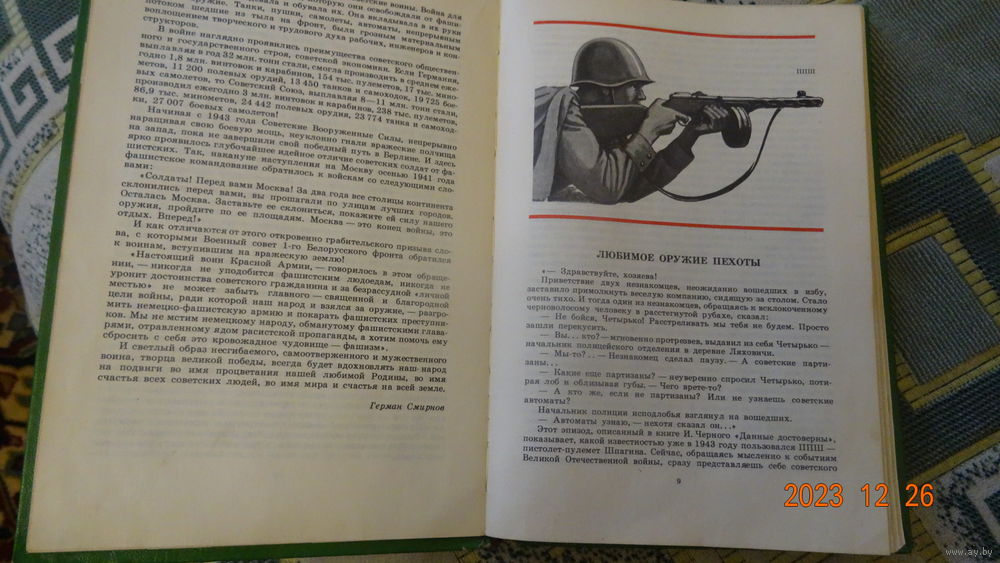 которую они освобождали от фаши-
потоком шедшие из тыла на фронт, были грозным материальным
воплощением творческого и трудового духа рабочих, инженеров и кон-
структоров.
В войне наглядно проявились преимущества советского обществен-
ного и государственного строя, советской экономики. Если Германия,
выплавляя в год 32 млн. тонн стали, смогла производить в среднем еже-
годно 1,8 млн. винтовок и карабинов, 154 тыс. пулеметов, 17 тыс. мино-
метов, 11 200 полевых орудий, 13 450 танков и самоходок, 19 725 бое-
вых самолетов, то Советский Союз, выплавляя 8—11 млн. тонн стали,
производил ежегодно 3 млн. винтовок и карабинов, 238 тыс. пулеметов,
86,9 тыс. минометов, 24 442 полевых орудия, 23 774 танка и самоход-
ки, 27 007 боевых самолетов!
Начиная с 1943 года Советские Вооруженные Силы, непрерывно
наращивая свою боевую мощь, неуклонно гнали вражеские полчища
на запад, пока не завершили свой победный путь в Берлине. И здесь
ярко проявилось глубочайшее идейное отличие советских солдат от фа-
шистских. Так, накануне наступления на Москву осенью 1941 года
фашистское командование обратилось к войскам со следующими сло-
вами:
«Солдаты! Перед вами Москва! За два года все столицы континента
склонились перед вами, вы прошагали по улицам лучших городов.
Осталась Москва. Заставьте ее склониться, покажите ей силу нашего
оружия, пройдите по ее площадям. Москва — это конец войны, это
отдых. Вперед!»
И как отличаются от этого откровенно грабительского призыва сло-
ва, с которыми Военный совет 1-го Белорусского фронта обратился
к воинам, вступившим на вражескую землю!
«Настоящий воин Красной Армии, — говорилось в этом обраще-
нии, — никогда не уподобится фашистским людоедам, никогда не
уронит достоинства советского гражданина и за безрассудной «личной
местью» не может забыть главного — священной и благородной
цели войны, ради которой наш народ и взялся за оружие, — разгро-
мить немецко-фашистскую армию и покарать фашистских преступни-
ков. Мы не мстим немецкому народу, обманутому фашистскими глава-
рями, отравленному ядом расистской пропаганды, а хотим помочь ему
сбросить с себя это кровожадное чудовище — фашизм».
И светлый образ несгибаемого, самоотверженного и мужественного
воина, творца великой победы, всегда будет вдохновлять наш народ
на подвиги во имя процветания нашей любимой Родины, во имя
счастья всех советских людей, во имя мира и счастья на всей земле.
Герман Смирнов
ППШ
ЛЮБИМОЕ ОРУЖИЕ ПЕХОТЫ
«— Здравствуйте, хозяева!
Приветствие двух незнакомцев, неожиданно вошедших в избу,
заставило примолкнуть веселую компанию, сидящую за столом. Стало
очень тихо. И тогда один из незнакомцев, обращаясь к всклокоченному
черноволосому человеку в расстегнутой рубахе, сказал:
— Не бойся, Четырько! Расстреливать мы тебя не будем. Просто
зашли перекусить.
— Вы... кто? — мгновенно протрезвев, выдавил из себя Четырько —
начальник полицейского отделения в деревне Ляховичи.
— Мы-то?.. — Незнакомец сделал паузу. — А советские парти-
заны...
— Какие еще партизаны? — неуверенно спросил Четырько, поти-
рая лоб и облизывая губы. — Чего врете-то?
— А кто же, если не партизаны? Или не узнаешь советские
автоматы?
Начальник полиции исподлобья взглянул на вошедших.
— Автоматы узнаю, — нехотя сказал он...»
Этот эпизод, описанный в книге И. Черного «Данные достоверны»,
показывает, какой известностью уже в 1943 году пользовался ППШ —
пистолет-пулемет Шпагина. Сейчас, обращаясь мысленно к событиям
Великой Отечественной войны, сразу представляешь себе советского
9
2023 12 26
www.ay.by